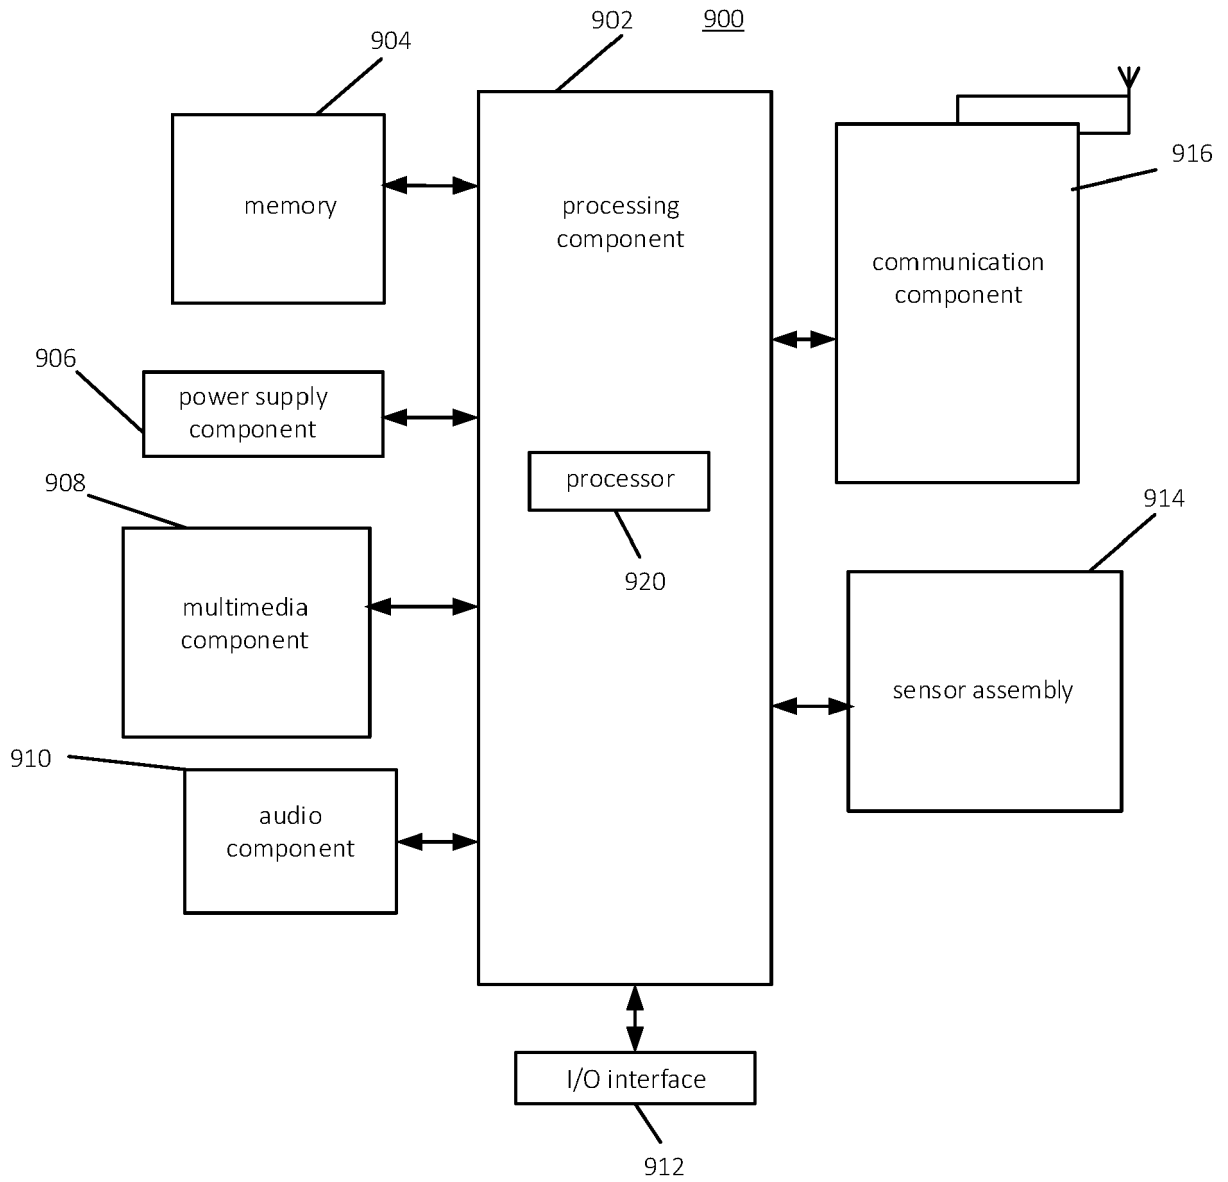 902
900
904
916
memory
processing
component
communication
component
906
power supply
component
908
processor
914
920
multimedia
component
sensor assembly
910
audio
component
I/O interface
912